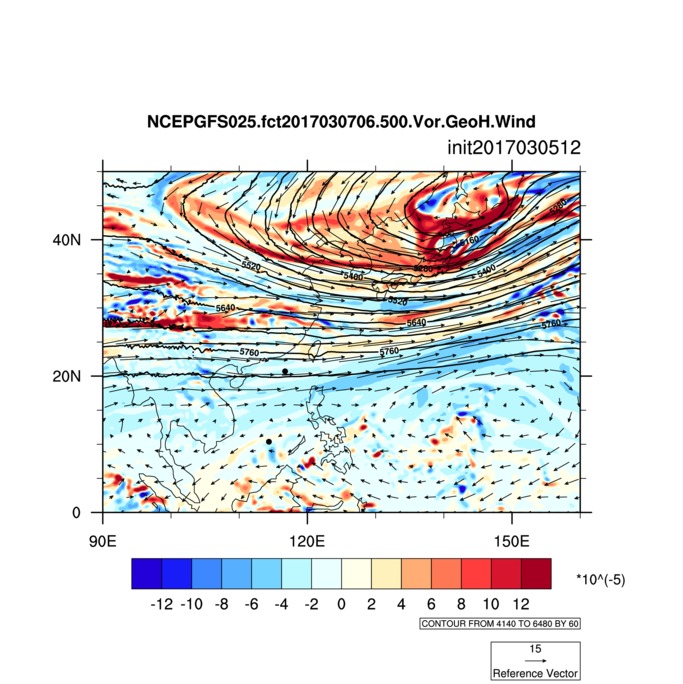 NCEPGFS025.fct2017030706.500.Vor.GeoH.Wind
init2017030512
5280
40N
5160
5520
5400
5280
5400
5520
5640
5640
5760
5760
5760
20N
0
90E 120E 150E
-12 -10 -8 -6 -4 -2 0 2 4 6 8 10 12
*10^(-5)
CONTOUR FROM 4140 TO 6480 BY 60
15
Reference Vector